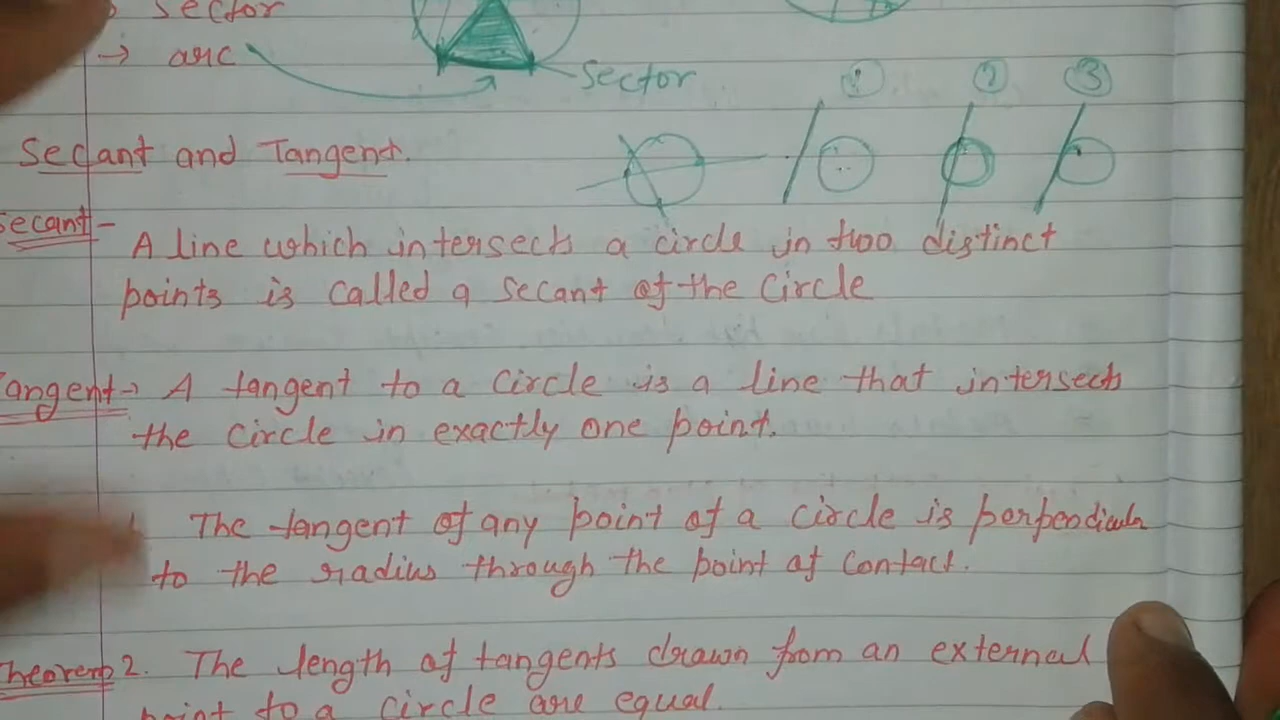 sector
→ arc
Sector
① ② ③
Secant and Tangent.
Secant- A line which intersects a circle in two distinct
points is called a secant of the circle
Tangent→ A tangent to a circle is a line that intersects
the circle in exactly one point.
The tangent of any point of a circle is perpendicular
to the radius through the point of contact.
Theorem 2. The length of tangents drawn from an external
point to a circle are equal.